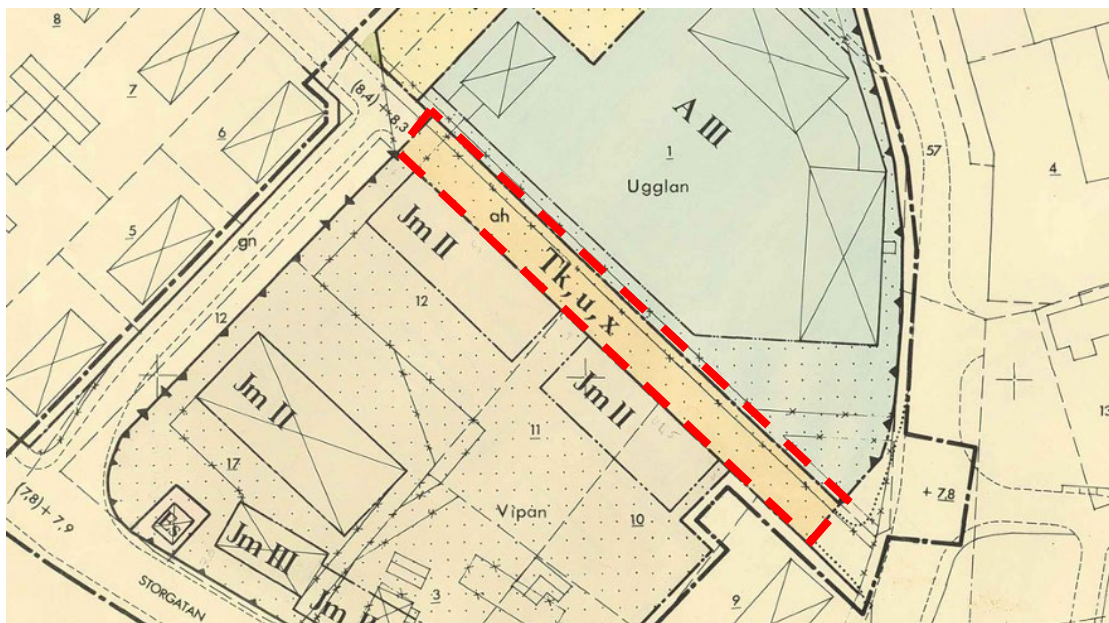 8
7
6
(8,4) + 8,3
A III
1
Ugglan
57
4
5
gn
Jm II
ah
Tk, u, x
12
12
13
Jm II
Jm II
11
17
+ 7,8
(7,8) + 7,9
Es
Vipan
10
Jm III
STORGATAN
3
9